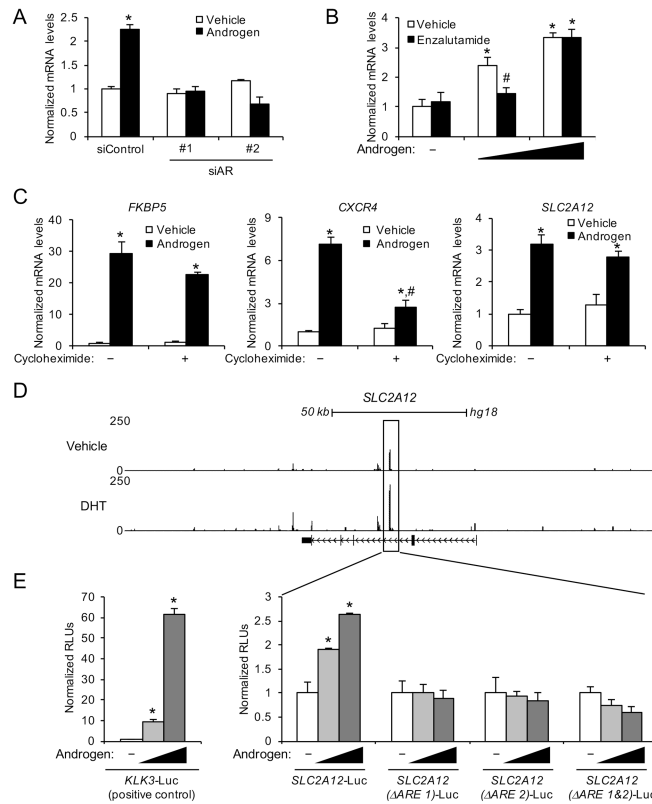 A
Normalized mRNA levels
2.5
2
1.5
1
0.5
0
Vehicle
Androgen
*
siControl
#1
#2
siAR
B
Normalized mRNA levels
4
3
2
1
0
Vehicle
Enzalutamide
*
#
*
*
Androgen:
–
C
FKBP5
Normalized mRNA levels
40
30
20
10
0
Vehicle
Androgen
*
*
Cycloheximide:
–
+
CXCR4
Normalized mRNA levels
9
6
3
0
Vehicle
Androgen
*
*,#
Cycloheximide:
–
+
SLC2A12
Normalized mRNA levels
4
3
2
1
0
Vehicle
Androgen
*
*
Cycloheximide:
–
+
D
SLC2A12
50 kb
hg18
250
Vehicle
0
250
DHT
0
E
Normalized RLUs
70
60
50
40
30
20
10
0
*
*
Androgen:
–
KLK3-Luc
(positive control)
Normalized RLUs
3
2.5
2
1.5
1
0.5
0
*
*
Androgen:
–
–
–
–
SLC2A12-Luc
SLC2A12
(ΔARE 1)-Luc
SLC2A12
(ΔARE 2)-Luc
SLC2A12
(ΔARE 1&2)-Luc